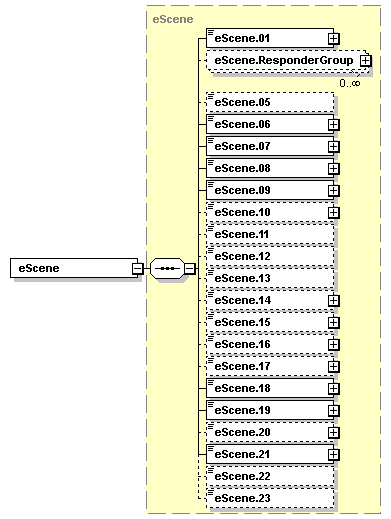 eScene
eScene.01
eScene.ResponderGroup
0..∞
eScene.05
eScene.06
eScene.07
eScene.08
eScene.09
eScene.10
eScene.11
eScene.12
eScene
eScene.13
eScene.14
eScene.15
eScene.16
eScene.17
eScene.18
eScene.19
eScene.20
eScene.21
eScene.22
eScene.23